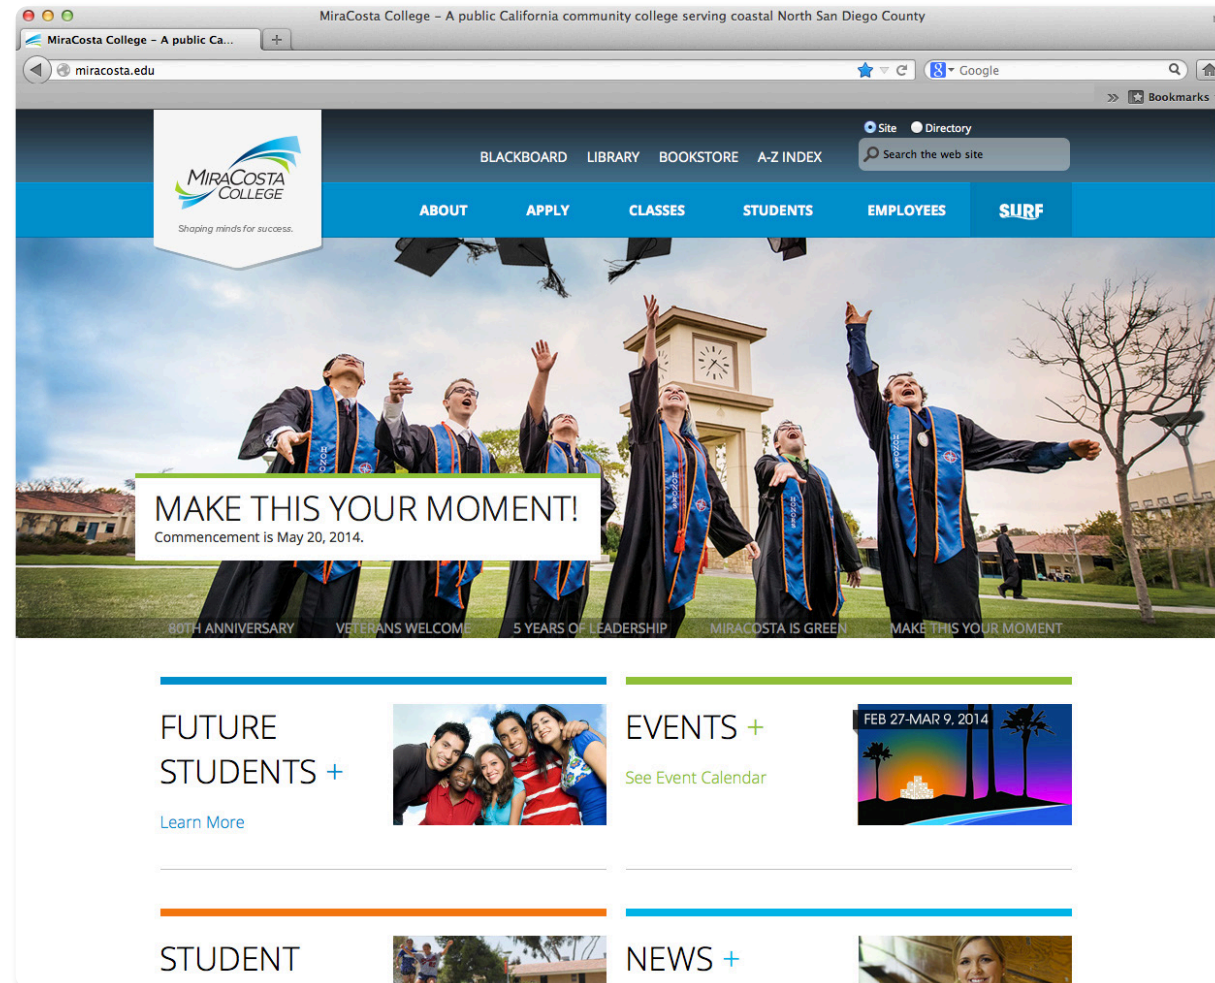 MiraCosta College – A public California community college serving coastal North San Diego County
MiraCosta College – A public Ca...
miracosta.edu
Google
Bookmarks
Site Directory
BLACKBOARD LIBRARY BOOKSTORE A-Z INDEX
Search the web site
MIRACOSTA
COLLEGE
Shaping minds for success.
ABOUT APPLY CLASSES STUDENTS EMPLOYEES SURF
HONORS
HONORS
HONORS
HONORS
MAKE THIS YOUR MOMENT!
Commencement is May 20, 2014.
80TH ANNIVERSARY VETERANS WELCOME 5 YEARS OF LEADERSHIP MIRACOSTA IS GREEN MAKE THIS YOUR MOMENT
FUTURE
STUDENTS +
Learn More
EVENTS +
See Event Calendar
FEB 27-MAR 9, 2014
STUDENT
NEWS +